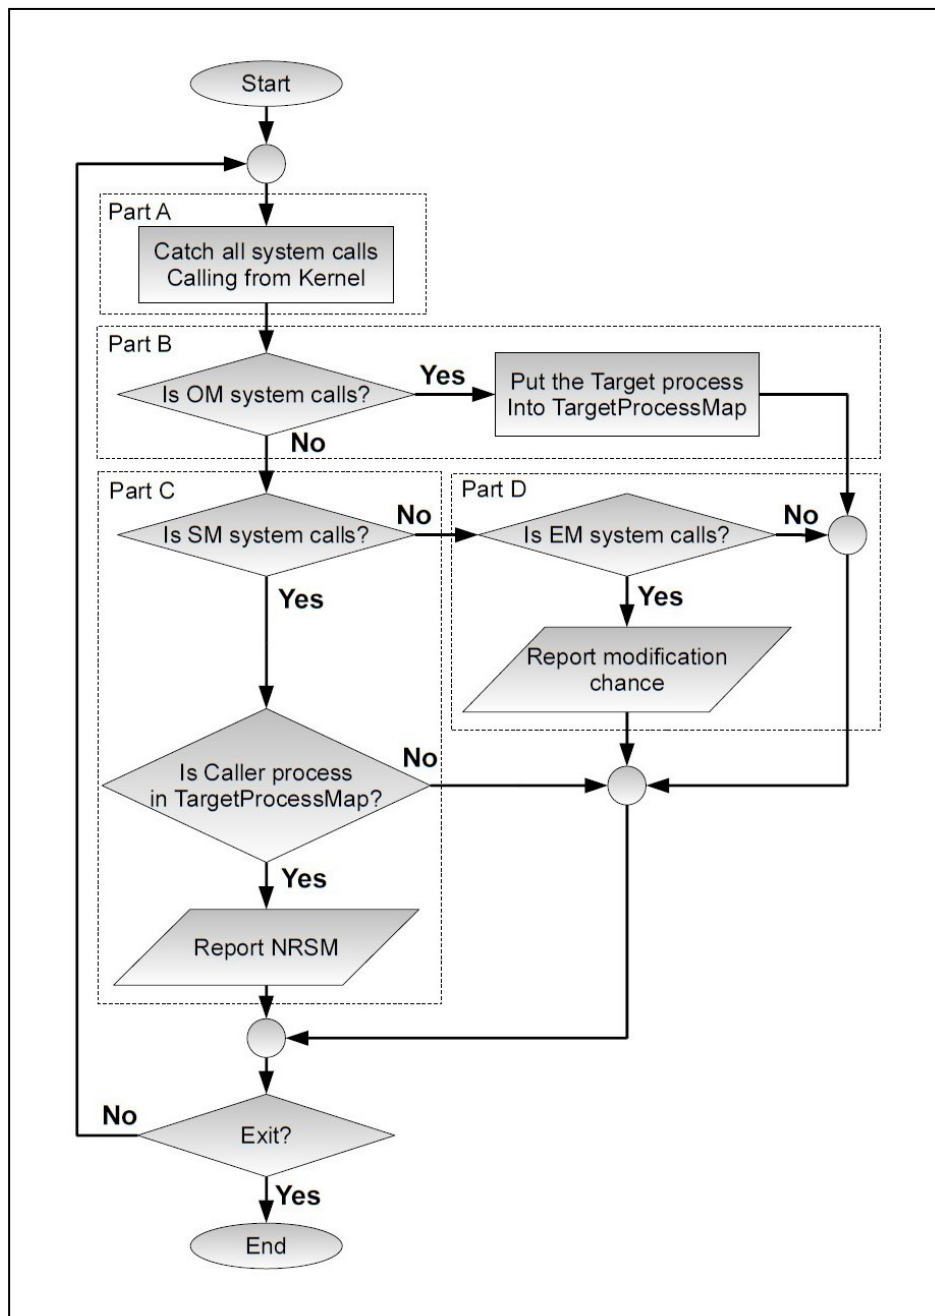 Start
Part A
Catch all system calls
Calling from Kernel
Part B
Is OM system calls?
Yes
Put the Target process
Into TargetProcessMap
No
Part C
Is SM system calls?
No
Part D
Is EM system calls?
No
Yes
Yes
Report modification
chance
Is Caller process
in TargetProcessMap?
No
Yes
Report NRSM
No
Exit?
Yes
End